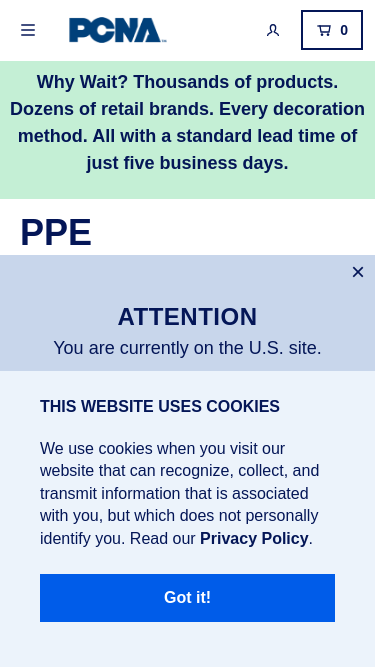 PCNA
0
Why Wait? Thousands of products.
Dozens of retail brands. Every decoration
method. All with a standard lead time of
just five business days.
PPE
ATTENTION
You are currently on the U.S. site.
THIS WEBSITE USES COOKIES
We use cookies when you visit our
website that can recognize, collect, and
transmit information that is associated
with you, but which does not personally
identify you. Read our Privacy Policy.
Got it!